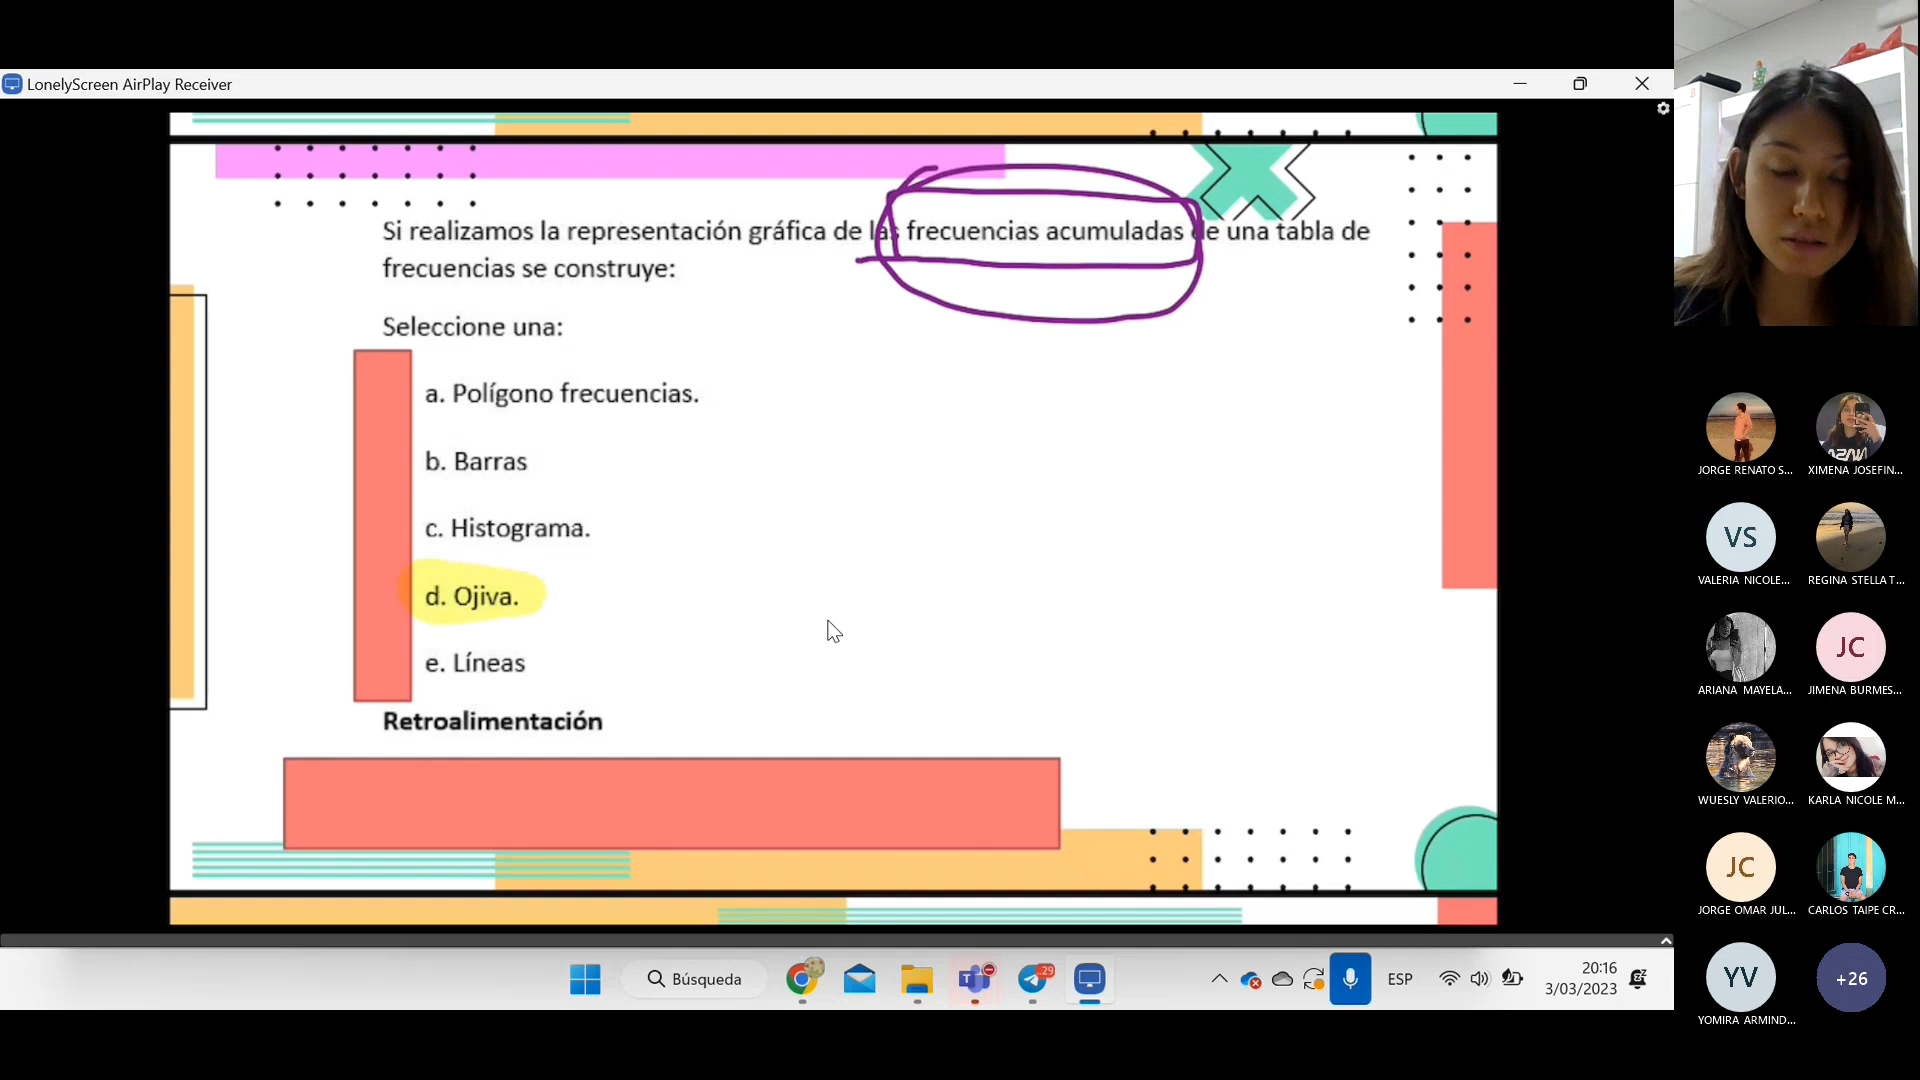 LonelyScreen AirPlay Receiver
Si realizamos la representación gráfica de las frecuencias acumuladas de una tabla de
frecuencias se construye:
Seleccione una:
a. Polígono frecuencias.
b. Barras
c. Histograma.
d. Ojiva.
e. Líneas
Retroalimentación
JORGE RENATO S...
XIMENA JOSEFIN...
VS
VALERIA NICOLE...
REGINA STELLA T...
ARIANA MAYELA...
JC
JIMENA BURMES...
WUESLY VALERIO...
KARLA NICOLE M...
JC
JORGE OMAR JUL...
CARLOS TAIPE CR...
YV
YOMIRA ARMIND...
+26
Búsqueda
29
ESP
20:16
3/03/2023